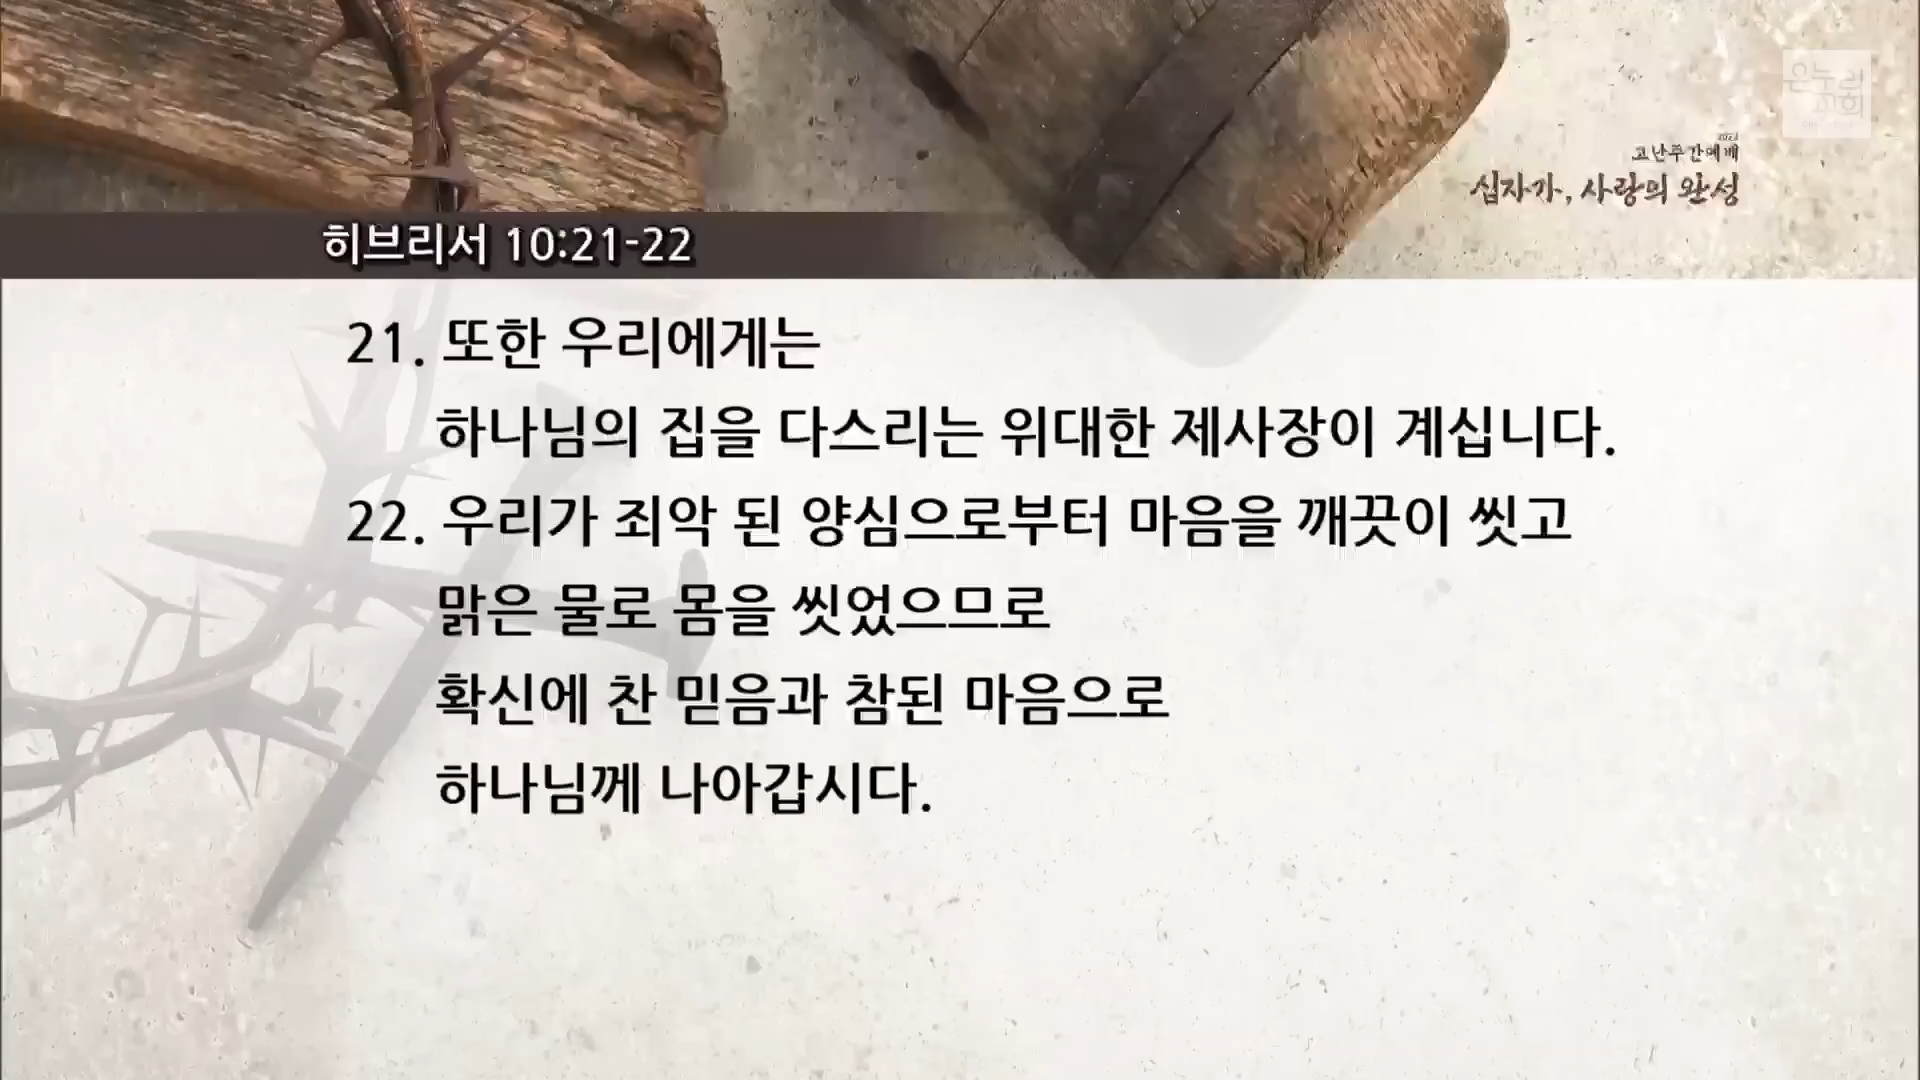 온누리
교회
고난주간예배
십자가, 사랑의 완성
히브리서 10:21-22
21. 또한 우리에게는
하나님의 집을 다스리는 위대한 제사장이 계십니다.
22. 우리가 죄악 된 양심으로부터 마음을 깨끗이 씻고
맑은 물로 몸을 씻었으므로
확신에 찬 믿음과 참된 마음으로
하나님께 나아갑시다.